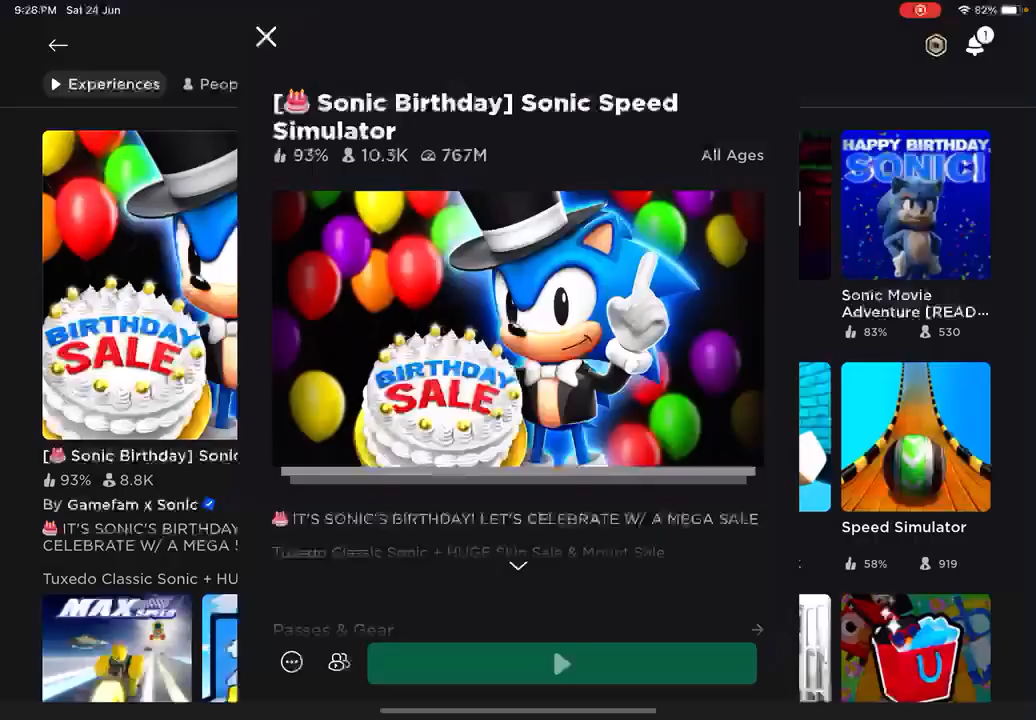 9:26 PM Sat 24 Jun
82%
1
Experiences
Peop
[🎂 Sonic Birthday] Sonic Speed
Simulator
93% 10.3K 767M
All Ages
BIRTHDAY
SALE
BIRTHDAY
SALE
[🎂 Sonic Birthday] Sonic
93% 8.8K
By Gamefam x Sonic
🎂 IT'S SONIC'S BIRTHDAY
CELEBRATE W/ A MEGA S
Tuxedo Classic Sonic + HU
MAX SPEED
🎂 IT'S SONIC'S BIRTHDAY! LET'S CELEBRATE W/ A MEGA SALE
Tuxedo Classic Sonic + HUGE Skin Sale & Mount Sale
Passes & Gear
HAPPY BIRTHDAY
SONIC!
Sonic Movie
Adventure [READ...
83% 530
Speed Simulator
58% 919